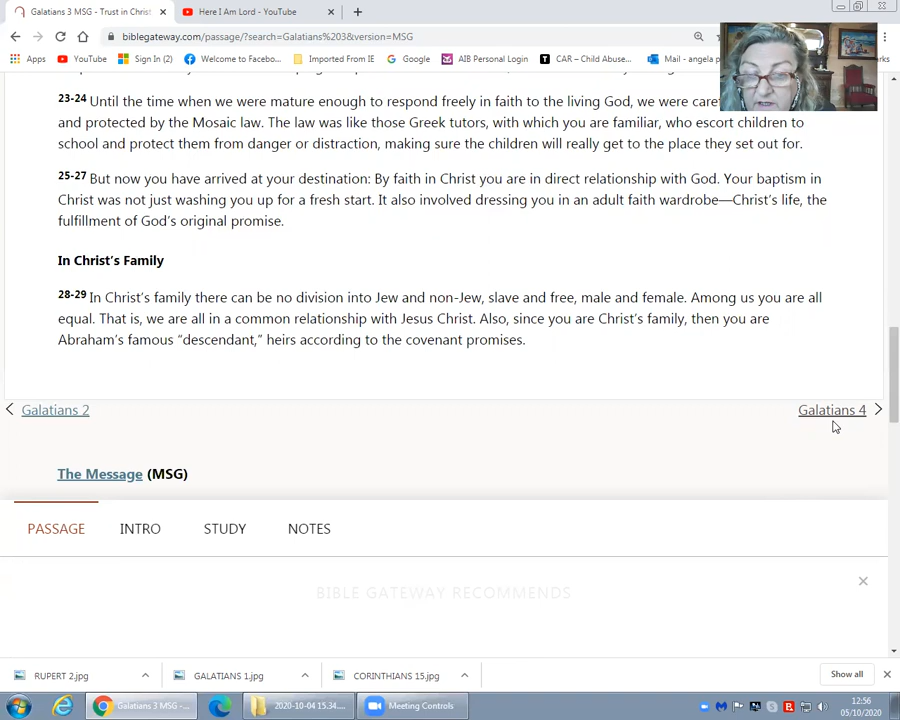 Galatians 3 MSG - Trust in Christ
Here I Am Lord - YouTube
biblegateway.com/passage/?search=Galatians%203&version=MSG
Apps YouTube Sign In (2) Welcome to Facebo... Imported From IE Google AIB Personal Login CAR – Child Abuse... Mail - angela p
23-24 Until the time when we were mature enough to respond freely in faith to the living God, we were
and protected by the Mosaic law. The law was like those Greek tutors, with which you are familiar, who escort children to
school and protect them from danger or distraction, making sure the children will really get to the place they set out for.
25-27 But now you have arrived at your destination: By faith in Christ you are in direct relationship with God. Your baptism in
Christ was not just washing you up for a fresh start. It also involved dressing you in an adult faith wardrobe—Christ’s life, the
fulfillment of God’s original promise.
In Christ’s Family
28-29 In Christ’s family there can be no division into Jew and non-Jew, slave and free, male and female. Among us you are all
equal. That is, we are all in a common relationship with Jesus Christ. Also, since you are Christ’s family, then you are
Abraham’s famous “descendant,” heirs according to the covenant promises.
Galatians 2
Galatians 4
The Message (MSG)
PASSAGE INTRO STUDY NOTES
BIBLE GATEWAY RECOMMENDS
RUPERT 2.jpg GALATIANS 1.jpg CORINTHIANS 15.jpg Show all
Galatians 3 MSG -... 2020-10-04 15.34.... Meeting Controls
12:56
05/10/2020